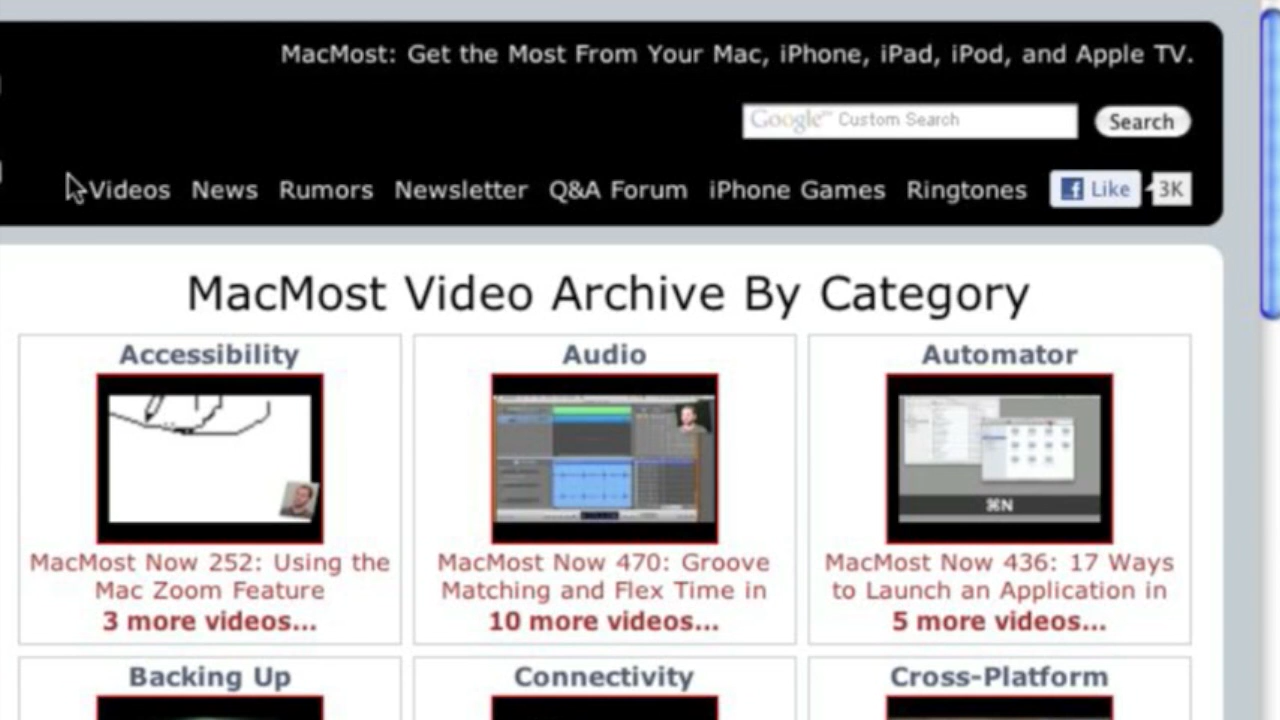 MacMost: Get the Most From Your Mac, iPhone, iPad, iPod, and Apple TV.
Google™ Custom Search
Search
Videos News Rumors Newsletter Q&A Forum iPhone Games Ringtones
Like 3K
MacMost Video Archive By Category
Accessibility
MacMost Now 252: Using the
Mac Zoom Feature
3 more videos...
Audio
MacMost Now 470: Groove
Matching and Flex Time in
10 more videos...
Automator
⌘N
MacMost Now 436: 17 Ways
to Launch an Application in
5 more videos...
Backing Up
Connectivity
Cross-Platform